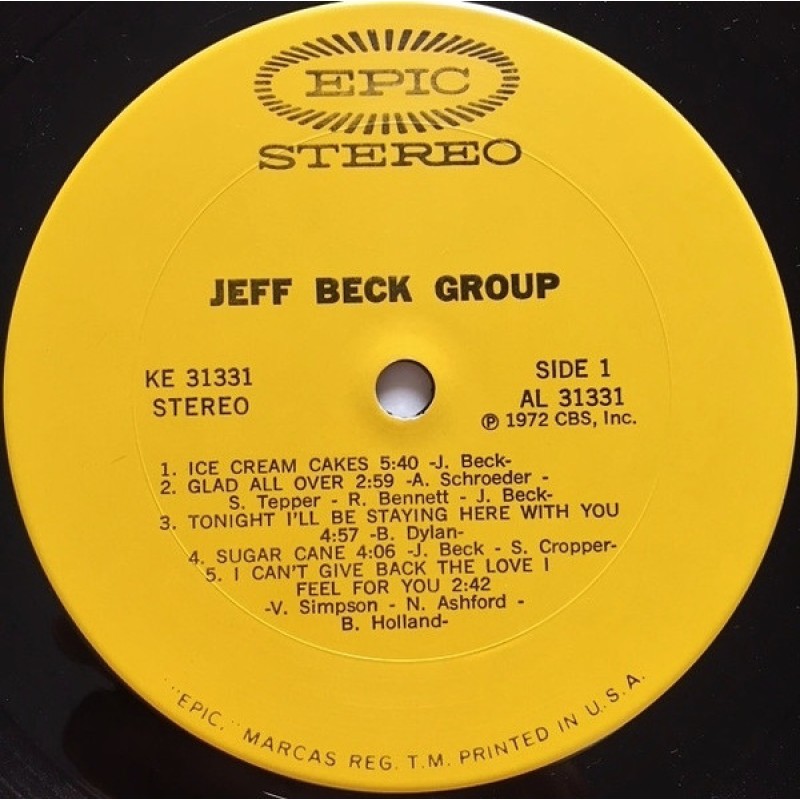 EPIC
STEREO
JEFF BECK GROUP
KE 31331
STEREO
SIDE 1
AL 31331
℗ 1972 CBS, Inc.
1. ICE CREAM CAKES 5:40 -J. Beck-
2. GLAD ALL OVER 2:59 -A. Schroeder -
S. Tepper - R. Bennett - J. Beck-
3. TONIGHT I'LL BE STAYING HERE WITH YOU
4:57 -B. Dylan-
4. SUGAR CANE 4:06 -J. Beck - S. Cropper-
5. I CAN'T GIVE BACK THE LOVE I
FEEL FOR YOU 2:42
-V. Simpson - N. Ashford -
B. Holland-
"EPIC," MARCAS REG. T.M. PRINTED IN U.S.A.